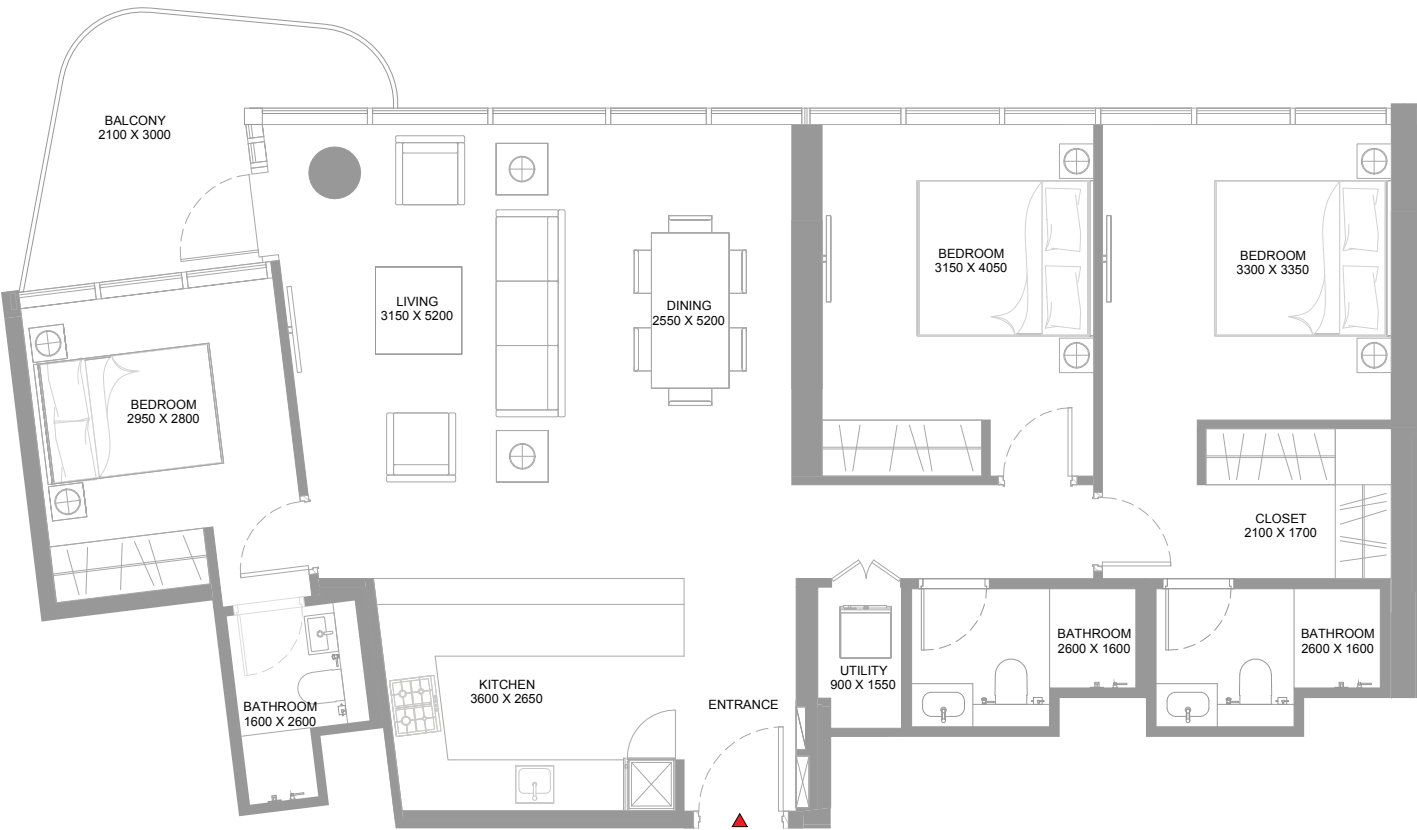 BALCONY
2100 X 3000
BEDROOM
3150 X 4050
BEDROOM
3300 X 3350
LIVING
3150 X 5200
DINING
2550 X 5200
BEDROOM
2950 X 2800
CLOSET
2100 X 1700
BATHROOM
2600 X 1600
BATHROOM
2600 X 1600
UTILITY
900 X 1550
KITCHEN
3600 X 2650
ENTRANCE
BATHROOM
1600 X 2600